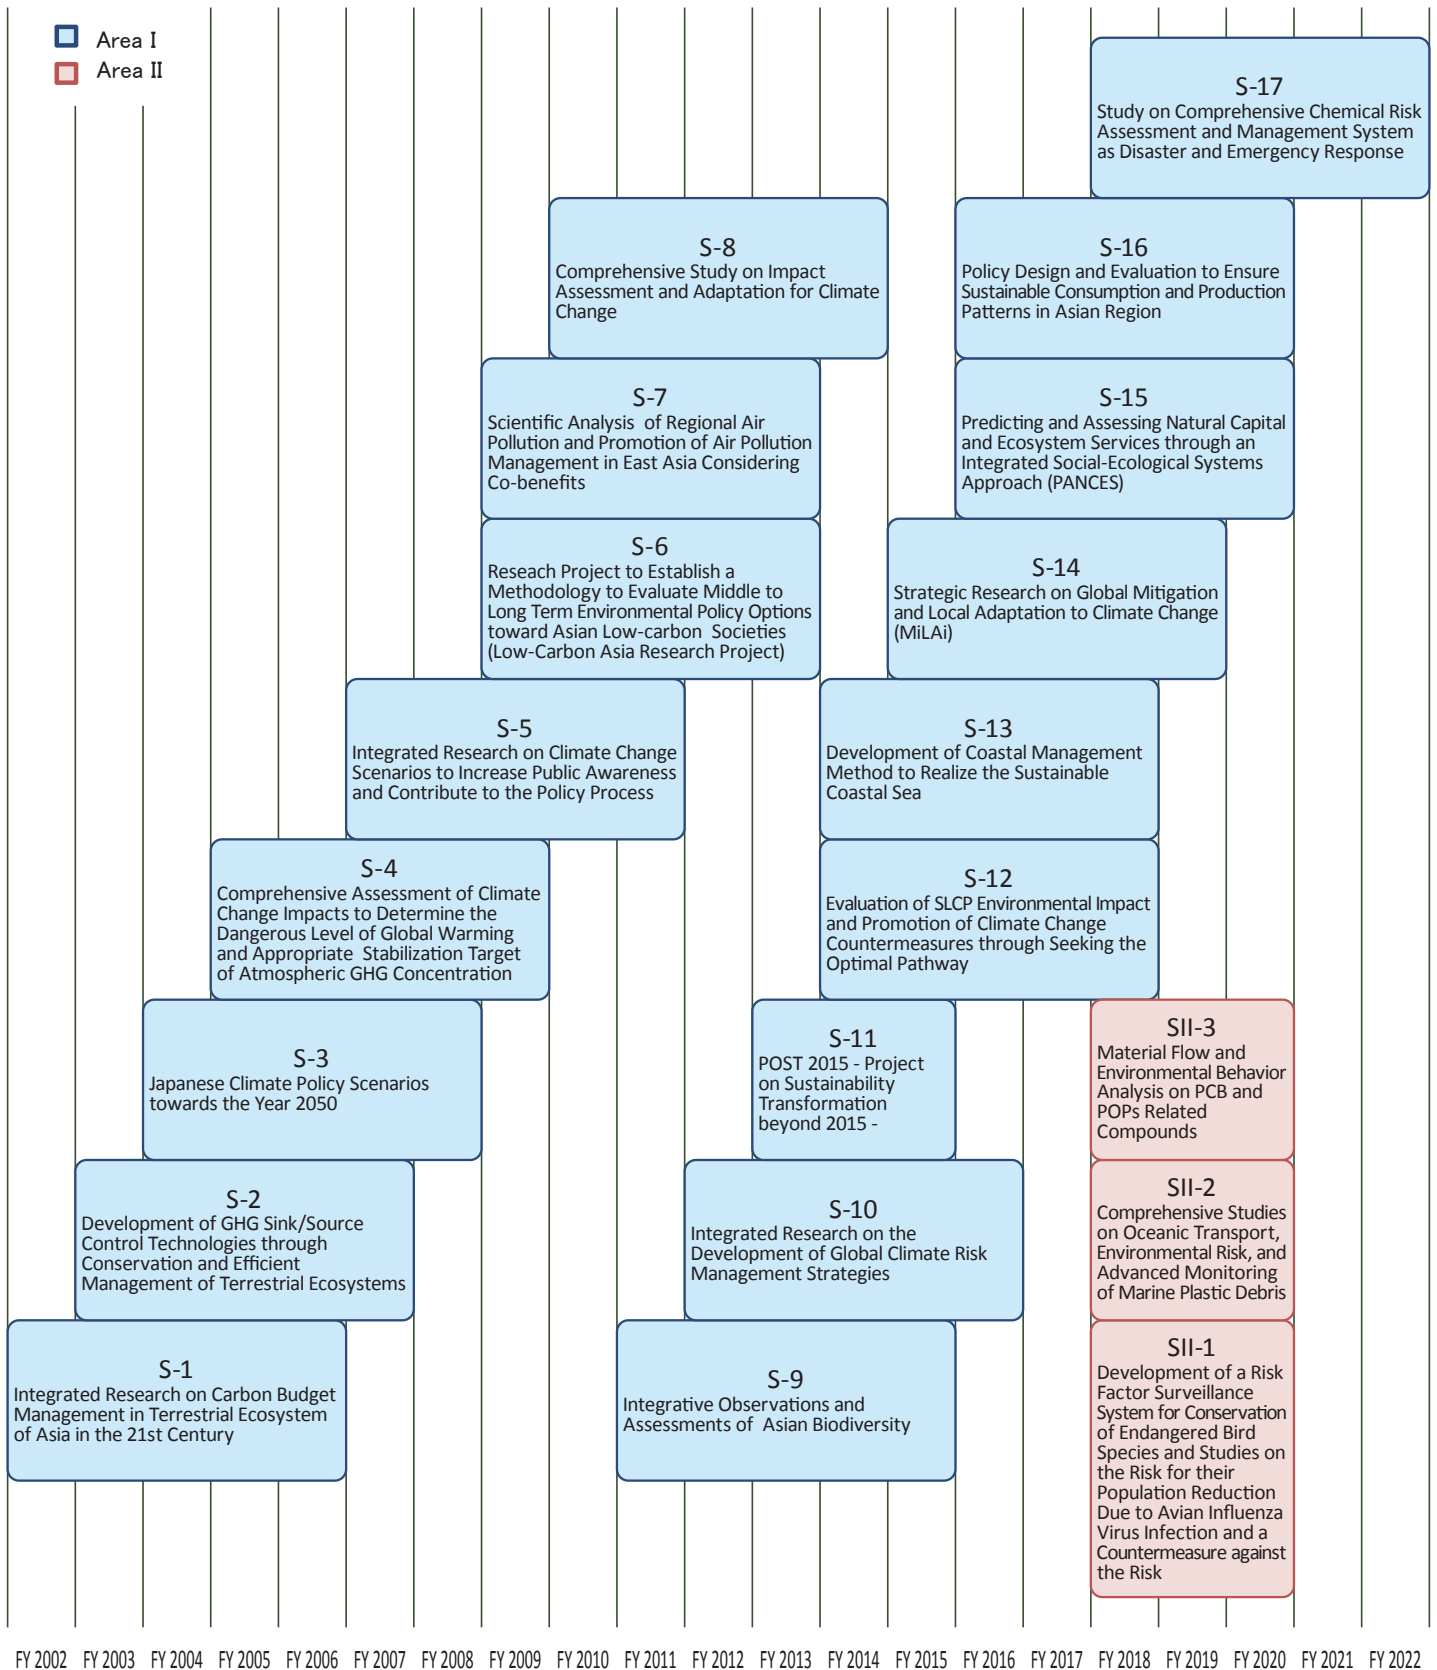 Area I
Area II
S-17
Study on Comprehensive Chemical Risk
Assessment and Management System
as Disaster and Emergency Response
S-8
Comprehensive Study on Impact
Assessment and Adaptation for Climate
Change
S-16
Policy Design and Evaluation to Ensure
Sustainable Consumption and Production
Patterns in Asian Region
S-7
Scientific Analysis of Regional Air
Pollution and Promotion of Air Pollution
Management in East Asia Considering
Co-benefits
S-15
Predicting and Assessing Natural Capital
and Ecosystem Services through an
Integrated Social-Ecological Systems
Approach (PANCES)
S-6
Reseach Project to Establish a
Methodology to Evaluate Middle to
Long Term Environmental Policy Options
toward Asian Low-carbon Societies
(Low-Carbon Asia Research Project)
S-14
Strategic Research on Global Mitigation
and Local Adaptation to Climate Change
(MiLAi)
S-5
Integrated Research on Climate Change
Scenarios to Increase Public Awareness
and Contribute to the Policy Process
S-13
Development of Coastal Management
Method to Realize the Sustainable
Coastal Sea
S-4
Comprehensive Assessment of Climate
Change Impacts to Determine the
Dangerous Level of Global Warming
and Appropriate Stabilization Target
of Atmospheric GHG Concentration
S-12
Evaluation of SLCP Environmental Impact
and Promotion of Climate Change
Countermeasures through Seeking the
Optimal Pathway
S-3
Japanese Climate Policy Scenarios
towards the Year 2050
S-11
POST 2015 - Project
on Sustainability
Transformation
beyond 2015 -
SII-3
Material Flow and
Environmental Behavior
Analysis on PCB and
POPs Related
Compounds
S-2
Development of GHG Sink/Source
Control Technologies through
Conservation and Efficient
Management of Terrestrial Ecosystems
S-10
Integrated Research on the
Development of Global Climate Risk
Management Strategies
SII-2
Comprehensive Studies
on Oceanic Transport,
Environmental Risk, and
Advanced Monitoring
of Marine Plastic Debris
S-1
Integrated Research on Carbon Budget
Management in Terrestrial Ecosystem
of Asia in the 21st Century
S-9
Integrative Observations and
Assessments of Asian Biodiversity
SII-1
Development of a Risk
Factor Surveillance
System for Conservation
of Endangered Bird
Species and Studies on
the Risk for their
Population Reduction
Due to Avian Influenza
Virus Infection and a
Countermeasure against
the Risk
FY 2002 FY 2003 FY 2004 FY 2005 FY 2006 FY 2007 FY 2008 FY 2009 FY 2010 FY 2011 FY 2012 FY 2013 FY 2014 FY 2015 FY 2016 FY 2017 FY 2018 FY 2019 FY 2020 FY 2021 FY 2022